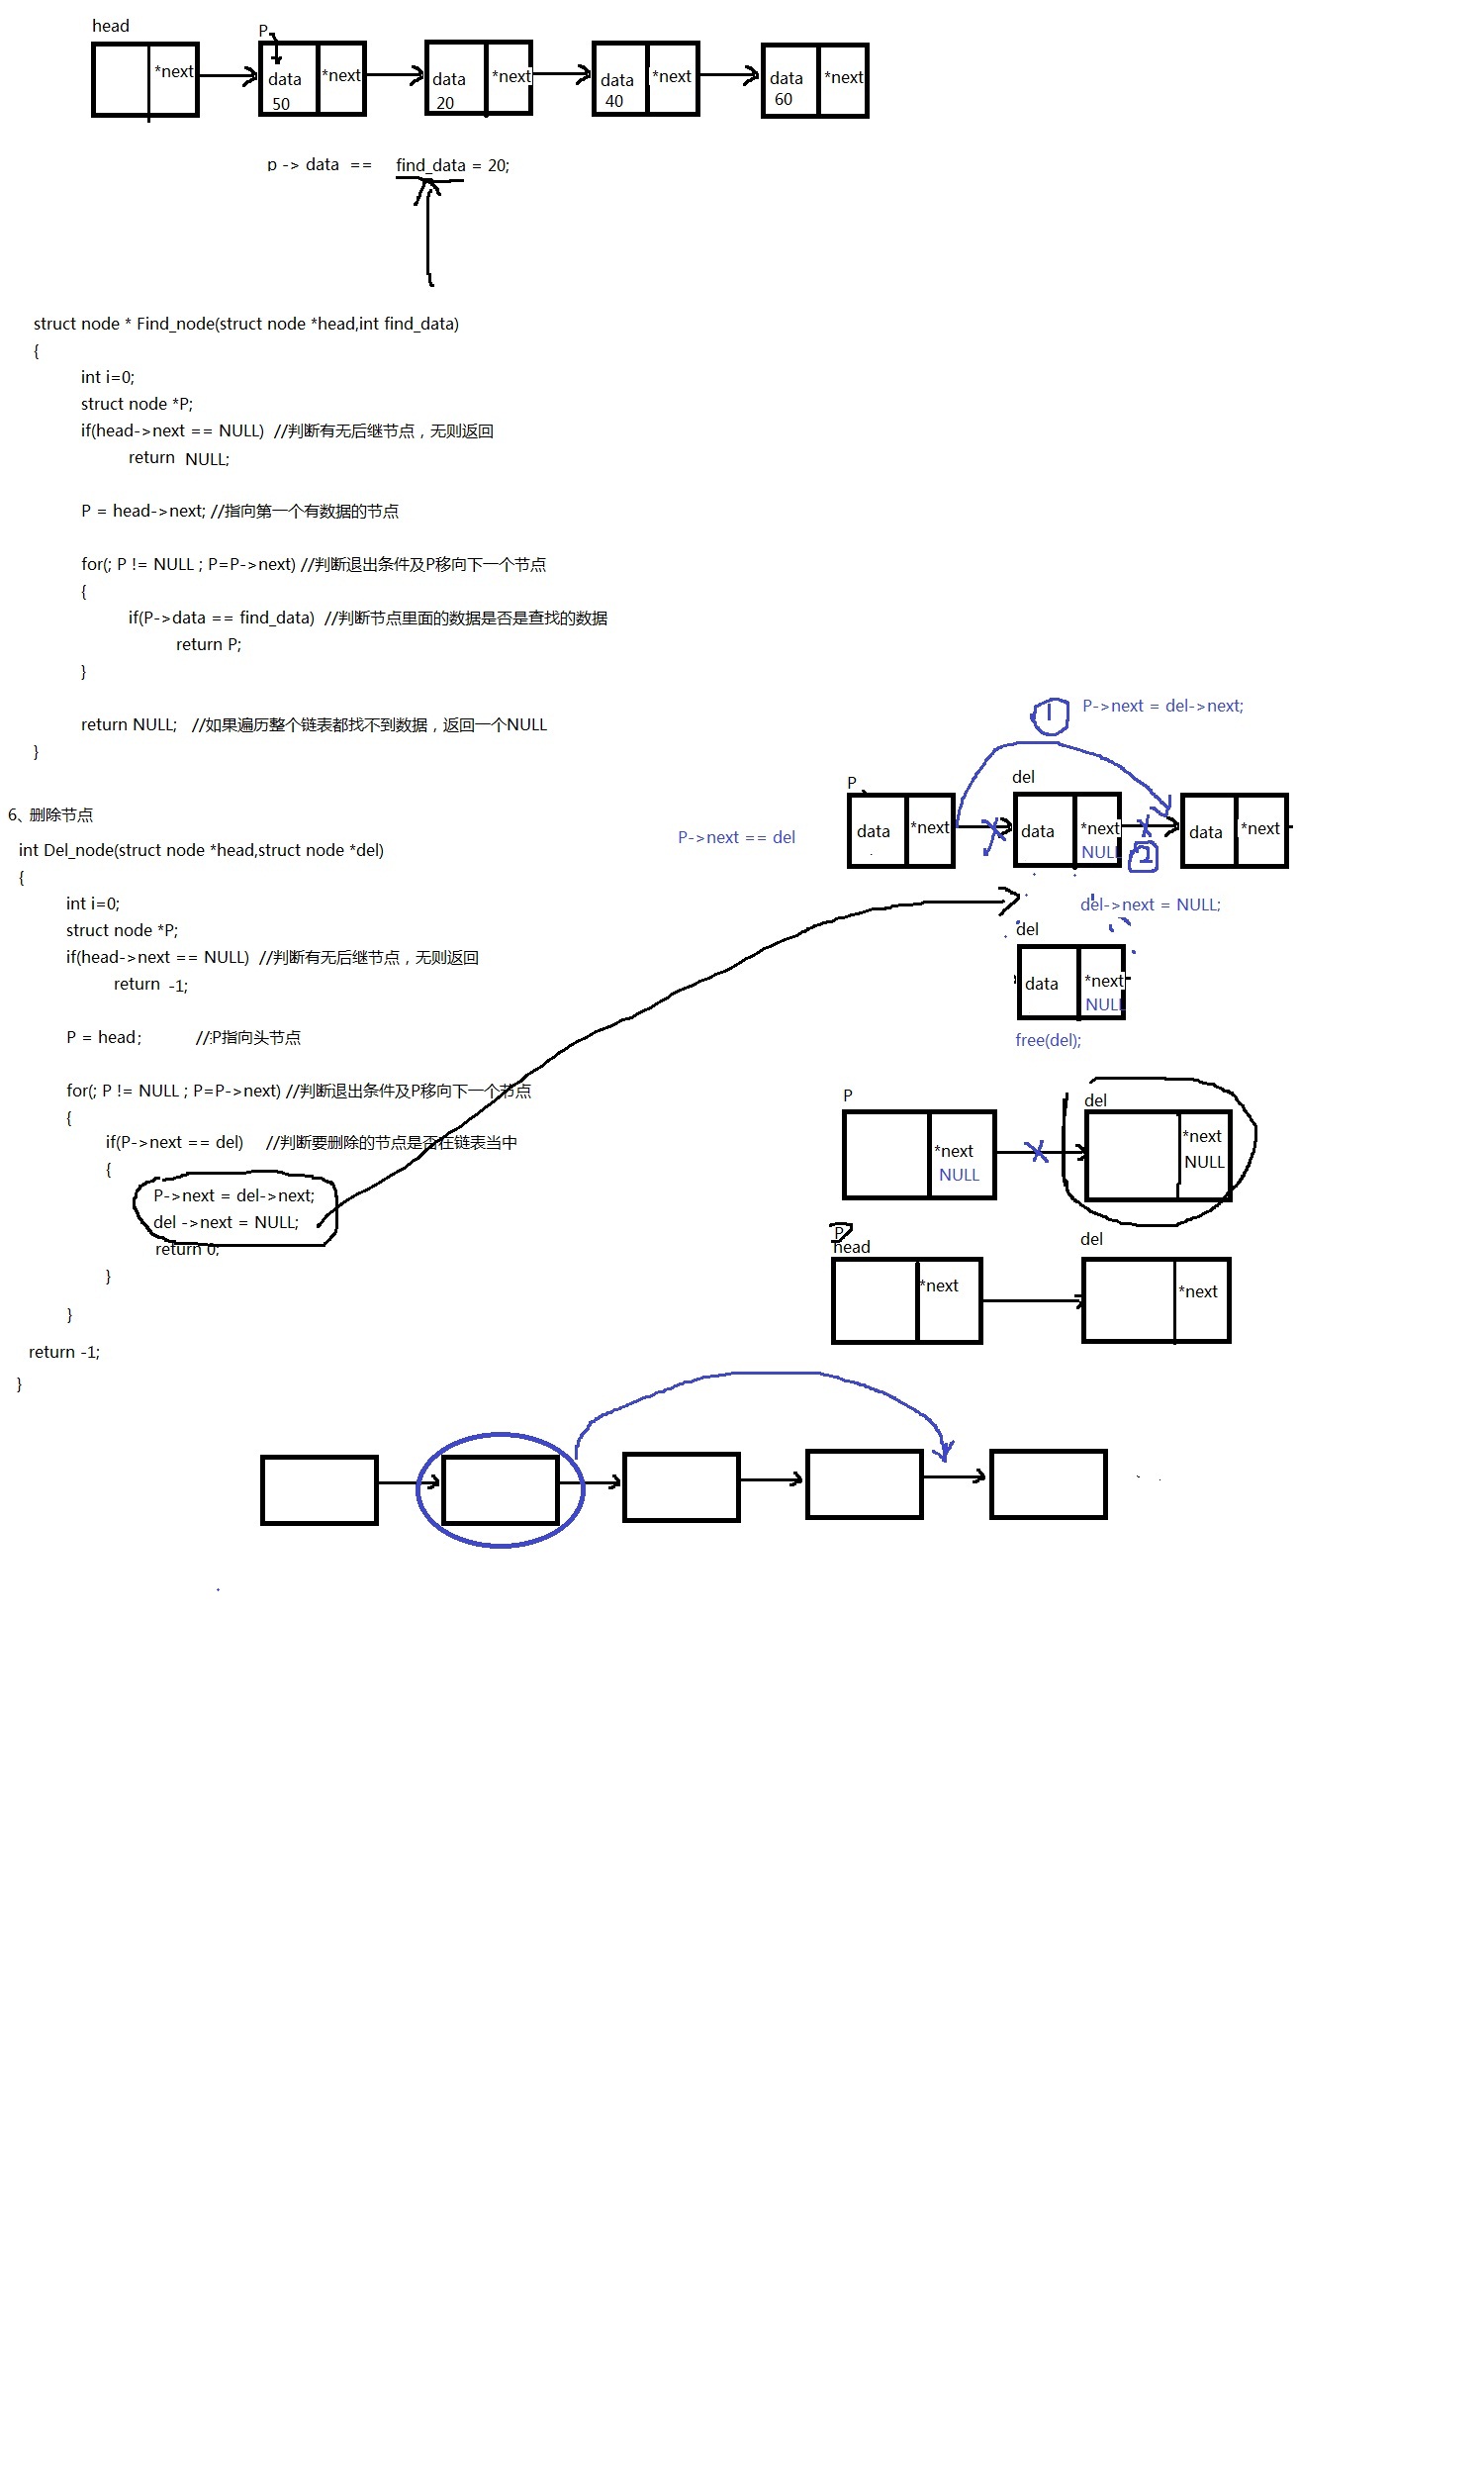 head
P
*next
data
50
*next
data
20
*next
data
40
*next
data
60
*next
p -> data == find_data = 20;
struct node * Find_node(struct node *head,int find_data)
{
int i=0;
struct node *P;
if(head->next == NULL) //判断有无后继节点，无则返回
return NULL;
P = head->next; //指向第一个有数据的节点
for(; P != NULL ; P=P->next) //判断退出条件及P移向下一个节点
{
if(P->data == find_data) //判断节点里面的数据是否是查找的数据
return P;
}
return NULL; //如果遍历整个链表都找不到数据，返回一个NULL
}
6、删除节点
int Del_node(struct node *head,struct node *del)
{
int i=0;
struct node *P;
if(head->next == NULL) //判断有无后继节点，无则返回
return -1;
P = head; //P指向头节点
for(; P != NULL ; P=P->next) //判断退出条件及P移向下一个节点
{
if(P->next == del) //判断要删除的节点是否在链表当中
{
P->next = del->next;
del ->next = NULL;
return 0;
}
}
return -1;
}
1
P->next = del->next;
P->next == del
P
data
*next
del
data
*next
NULL
2
data
*next
del->next = NULL;
del
data
*next
NULL
free(del);
P
*next
NULL
del
*next
NULL
P
head
*next
del
*next